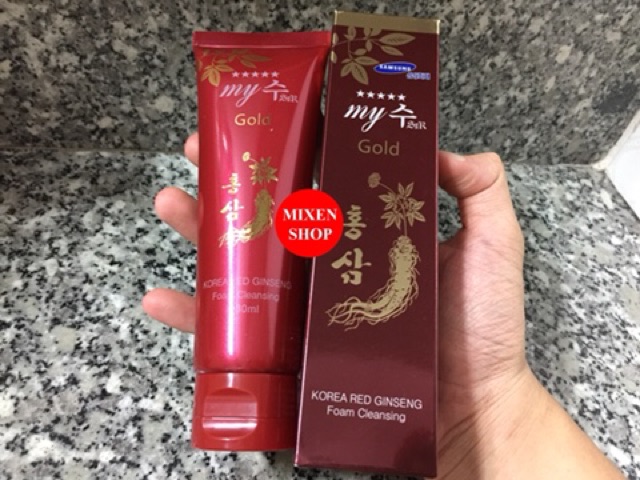 ★★★★★
my 수
S&R
Gold
홍
삼
KOREA RED GINSENG
Foam Cleansing
MIXEN
SHOP
SAMSUNG
★★★★★
my 수
S&R
Gold
홍
삼
KOREA RED GINSENG
Foam Cleansing